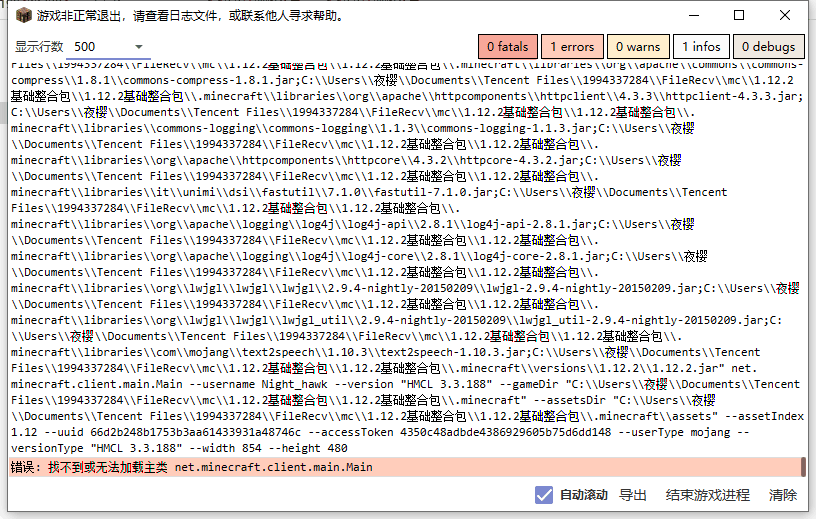 游戏非正常退出，请查看日志文件，或联系他人寻求帮助。
显示行数 500 0 fatals 1 errors 0 warns 1 infos 0 debugs
Files\\1994337284\\FileRecv\\mc\\1.12.2基础整合包\\1.12.2基础整合包\\.minecraft\\libraries\\org\\apache\\commons\\commons-
compress\\1.8.1\\commons-compress-1.8.1.jar;C:\\Users\\夜樱\\Documents\\Tencent Files\\1994337284\\FileRecv\\mc\\1.12.2
基础整合包\\1.12.2基础整合包\\.minecraft\\libraries\\org\\apache\\httpcomponents\\httpclient\\4.3.3\\httpclient-4.3.3.jar;
C:\\Users\\夜樱\\Documents\\Tencent Files\\1994337284\\FileRecv\\mc\\1.12.2基础整合包\\1.12.2基础整合包\\.
minecraft\\libraries\\commons-logging\\commons-logging\\1.1.3\\commons-logging-1.1.3.jar;C:\\Users\\夜樱
\\Documents\\Tencent Files\\1994337284\\FileRecv\\mc\\1.12.2基础整合包\\1.12.2基础整合包\\.
minecraft\\libraries\\org\\apache\\httpcomponents\\httpcore\\4.3.2\\httpcore-4.3.2.jar;C:\\Users\\夜樱
\\Documents\\Tencent Files\\1994337284\\FileRecv\\mc\\1.12.2基础整合包\\1.12.2基础整合包\\.
minecraft\\libraries\\it\\unimi\\dsi\\fastutil\\7.1.0\\fastutil-7.1.0.jar;C:\\Users\\夜樱\\Documents\\Tencent
Files\\1994337284\\FileRecv\\mc\\1.12.2基础整合包\\1.12.2基础整合包\\.
minecraft\\libraries\\org\\apache\\logging\\log4j\\log4j-api\\2.8.1\\log4j-api-2.8.1.jar;C:\\Users\\夜樱
\\Documents\\Tencent Files\\1994337284\\FileRecv\\mc\\1.12.2基础整合包\\1.12.2基础整合包\\.
minecraft\\libraries\\org\\apache\\logging\\log4j\\log4j-core\\2.8.1\\log4j-core-2.8.1.jar;C:\\Users\\夜樱
\\Documents\\Tencent Files\\1994337284\\FileRecv\\mc\\1.12.2基础整合包\\1.12.2基础整合包\\.
minecraft\\libraries\\org\\lwjgl\\lwjgl\\lwjgl\\2.9.4-nightly-20150209\\lwjgl-2.9.4-nightly-20150209.jar;C:\\Users\\夜樱
\\Documents\\Tencent Files\\1994337284\\FileRecv\\mc\\1.12.2基础整合包\\1.12.2基础整合包\\.
minecraft\\libraries\\org\\lwjgl\\lwjgl\\lwjgl_util\\2.9.4-nightly-20150209\\lwjgl_util-2.9.4-nightly-20150209.jar;C:
\\Users\\夜樱\\Documents\\Tencent Files\\1994337284\\FileRecv\\mc\\1.12.2基础整合包\\1.12.2基础整合包\\.
minecraft\\libraries\\com\\mojang\\text2speech\\1.10.3\\text2speech-1.10.3.jar;C:\\Users\\夜樱\\Documents\\Tencent
Files\\1994337284\\FileRecv\\mc\\1.12.2基础整合包\\1.12.2基础整合包\\.minecraft\\versions\\1.12.2\\1.12.2.jar" net.
minecraft.client.main.Main --username Night_hawk --version "HMCL 3.3.188" --gameDir "C:\\Users\\夜樱\\Documents\\Tencent
Files\\1994337284\\FileRecv\\mc\\1.12.2基础整合包\\1.12.2基础整合包\\.minecraft" --assetsDir "C:\\Users\\夜樱
\\Documents\\Tencent Files\\1994337284\\FileRecv\\mc\\1.12.2基础整合包\\1.12.2基础整合包\\.minecraft\\assets" --assetIndex
1.12 --uuid 66d2b248b1753b3aa61433931a48746c --accessToken 4350c48adbde4386929605b75d6dd148 --userType mojang --
versionType "HMCL 3.3.188" --width 854 --height 480
错误: 找不到或无法加载主类 net.minecraft.client.main.Main
自动滚动 导出 结束游戏进程 清除